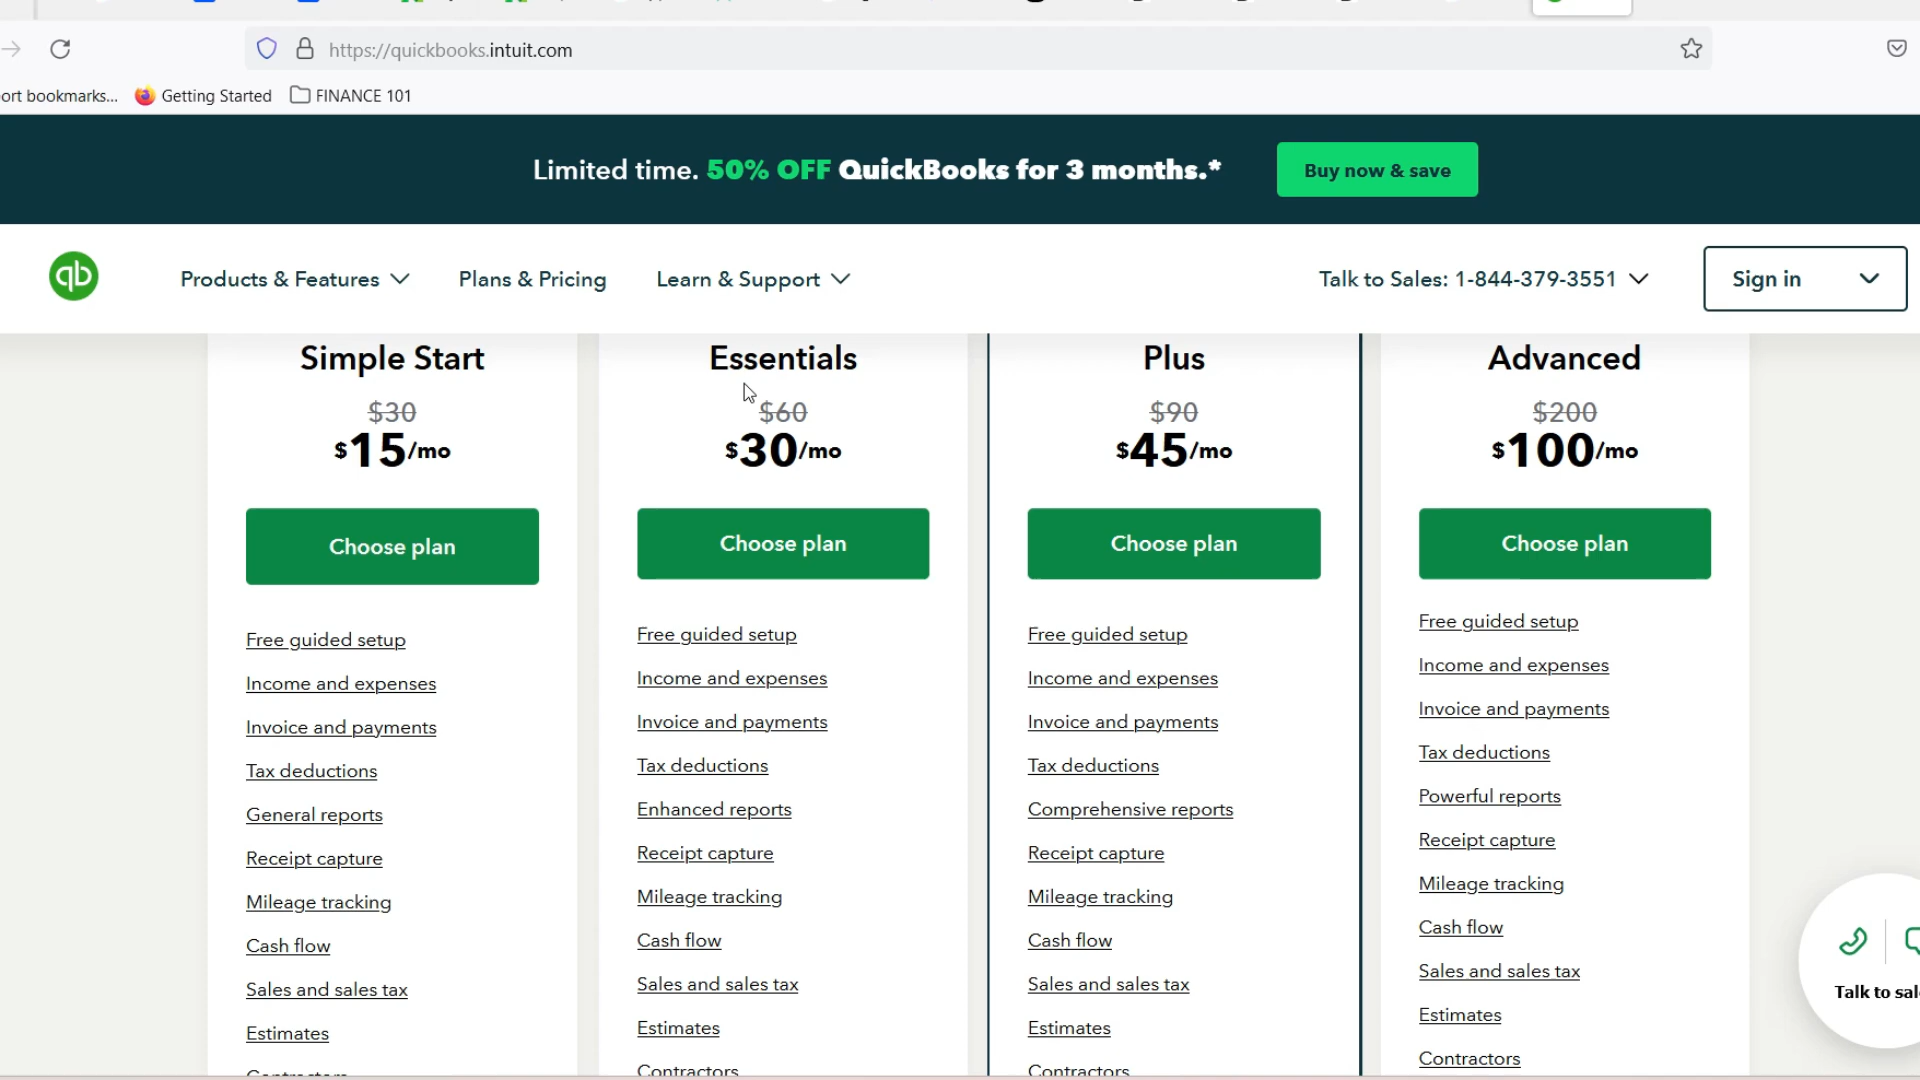 https://quickbooks.intuit.com
ort bookmarks... Getting Started FINANCE 101
Limited time. 50% OFF QuickBooks for 3 months.* Buy now & save
qb Products & Features Plans & Pricing Learn & Support Talk to Sales: 1-844-379-3551 Sign in
Simple Start
$30
$15/mo
Choose plan
Free guided setup
Income and expenses
Invoice and payments
Tax deductions
General reports
Receipt capture
Mileage tracking
Cash flow
Sales and sales tax
Estimates
Essentials
$60
$30/mo
Choose plan
Free guided setup
Income and expenses
Invoice and payments
Tax deductions
Enhanced reports
Receipt capture
Mileage tracking
Cash flow
Sales and sales tax
Estimates
Contractors
Plus
$90
$45/mo
Choose plan
Free guided setup
Income and expenses
Invoice and payments
Tax deductions
Comprehensive reports
Receipt capture
Mileage tracking
Cash flow
Sales and sales tax
Estimates
Contractors
Advanced
$200
$100/mo
Choose plan
Free guided setup
Income and expenses
Invoice and payments
Tax deductions
Powerful reports
Receipt capture
Mileage tracking
Cash flow
Sales and sales tax
Estimates
Contractors
Talk to sal